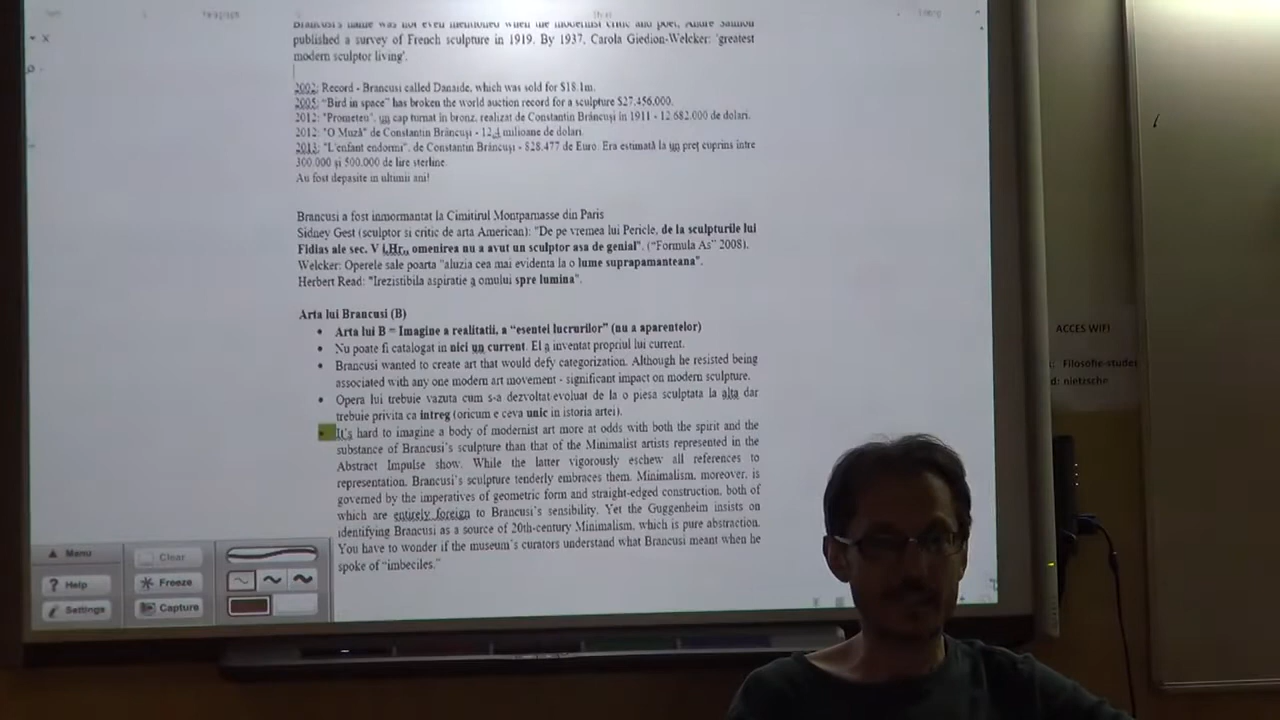 Brancusi's name was not even mentioned when the modernist critic and poet, Andre Salmon
published a survey of French sculpture in 1919. By 1937, Carola Giedion-Welcker: 'greatest
modern sculptor living'.
2002: Record - Brancusi called Danaide, which was sold for $18.1m.
2005: "Bird in space" has broken the world auction record for a sculpture $27.456.000.
2012: "Prometeu", un cap turnat in bronz, realizat de Constantin Brâncuşi in 1911 - 12.682.000 de dolari.
2012: "O Muză" de Constantin Brâncuşi - 12,4 milioane de dolari.
2013: "L'enfant endormi", de Constantin Brâncuşi - 828.477 de Euro. Era estimată la un preţ cuprins intre
300.000 şi 500.000 de lire sterline.
Au fost depasite in ultimii ani!
Brancusi a fost inmormantat la Cimitirul Montparnasse din Paris
Sidney Gest (sculptor si critic de arta American): "De pe vremea lui Pericle, de la sculpturile lui
Fidias ale sec. V i.Hr., omenirea nu a avut un sculptor asa de genial". ("Formula As" 2008).
Welcker: Operele sale poarta "aluzia cea mai evidenta la o lume suprapamanteana".
Herbert Read: "Irezistibila aspiratie a omului spre lumina".
Arta lui Brancusi (B)
• Arta lui B = Imagine a realitatii, a "esentei lucrurilor" (nu a aparentelor)
• Nu poate fi catalogat in nici un current. El a inventat propriul lui current.
• Brancusi wanted to create art that would defy categorization. Although he resisted being
associated with any one modern art movement - significant impact on modern sculpture.
• Opera lui trebuie vazuta cum s-a dezvoltat/evoluat de la o piesa sculptata la alta dar
trebuie privita ca intreg (oricum e ceva unic in istoria artei).
• It's hard to imagine a body of modernist art more at odds with both the spirit and the
substance of Brancusi's sculpture than that of the Minimalist artists represented in the
Abstract Impulse show. While the latter vigorously eschew all references to
representation, Brancusi's sculpture tenderly embraces them. Minimalism, moreover, is
governed by the imperatives of geometric form and straight-edged construction, both of
which are entirely foreign to Brancusi's sensibility. Yet the Guggenheim insists on
identifying Brancusi as a source of 20th-century Minimalism, which is pure abstraction.
You have to wonder if the museum's curators understand what Brancusi meant when he
spoke of "imbeciles."
Menu
Clear
? Help
Freeze
Settings
Capture
ACCES WIFI
Filosofie-studen
d: nietzsche